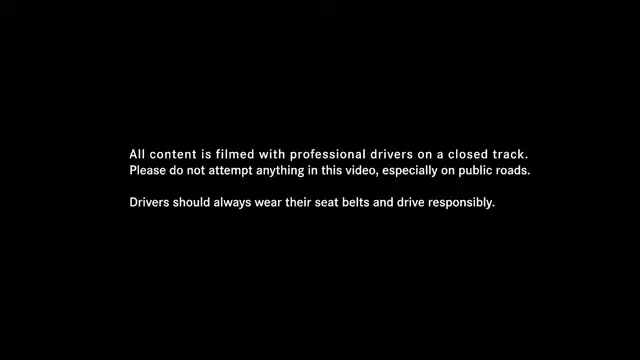 All content is filmed with professional drivers on a closed track.
Please do not attempt anything in this video, especially on public roads.
Drivers should always wear their seat belts and drive responsibly.